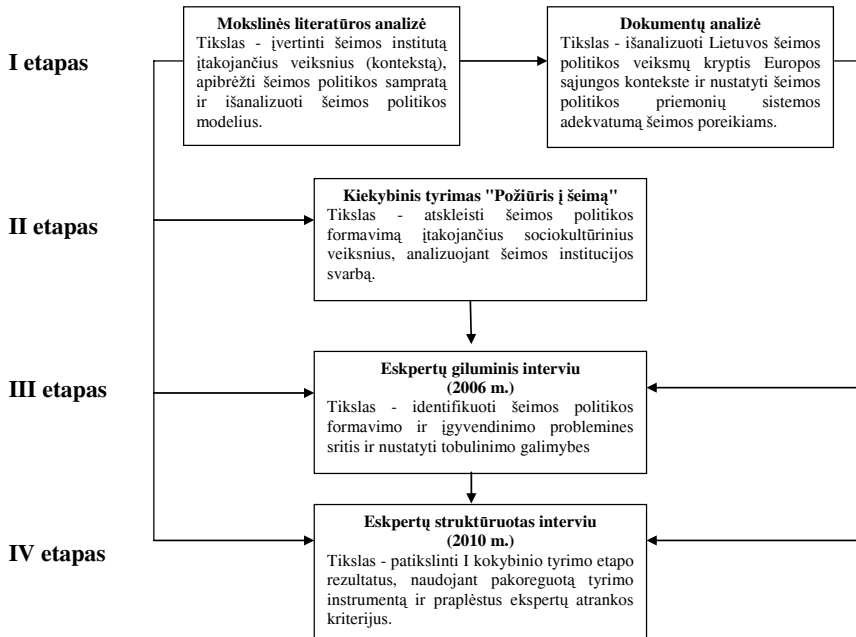 Mokslinės literatūros analizė
Tikslas - įvertinti šeimos institutą
įtakojančius veiksnius (kontekstą),
apibrėžti šeimos politikos sampratą
ir išanalizuoti šeimos politikos
modelius.
Dokumentų analizė
Tikslas - išanalizuoti Lietuvos šeimos
politikos veiksmų kryptis Europos
sąjungos kontekste ir nustatyti šeimos
politikos priemonių sistemos
adekvatumą šeimos poreikiams.
I etapas
Kiekybinis tyrimas "Požiūris į šeimą"
Tikslas - atskleisti šeimos politikos
formavimą įtakojančius sociokultūrinius
veiksnius, analizuojant šeimos institucijos
svarbą.
II etapas
Eskpertų giluminis interviu
(2006 m.)
Tikslas - identifikuoti šeimos politikos
formavimo ir įgyvendinimo problemines
sritis ir nustatyti tobulinimo galimybes
III etapas
Eskpertų struktūruotas interviu
(2010 m.)
Tikslas - patikslinti I kokybinio tyrimo etapo
rezultatus, naudojant pakoreguotą tyrimo
instrumentą ir praplėstus ekspertų atrankos
kriterijus.
IV etapas